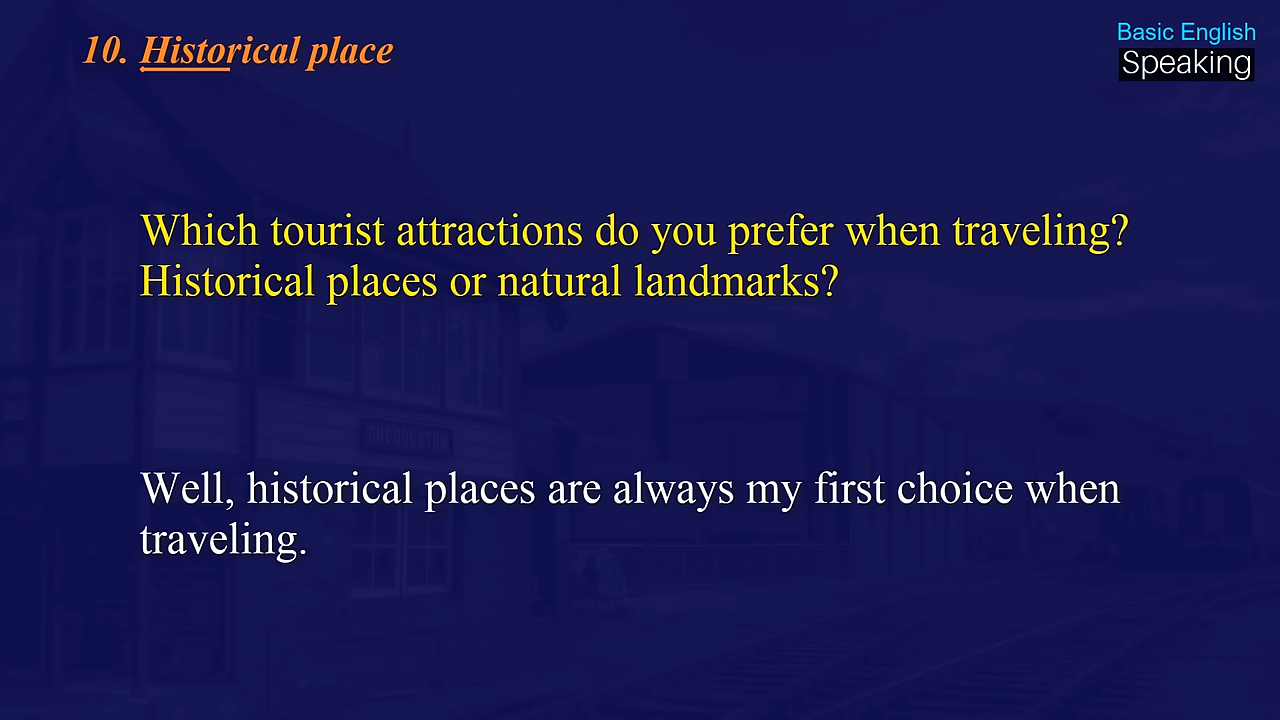 10. Historical place
Basic English
Speaking
Which tourist attractions do you prefer when traveling?
Historical places or natural landmarks?
CHEDDLETON
Well, historical places are always my first choice when
traveling.